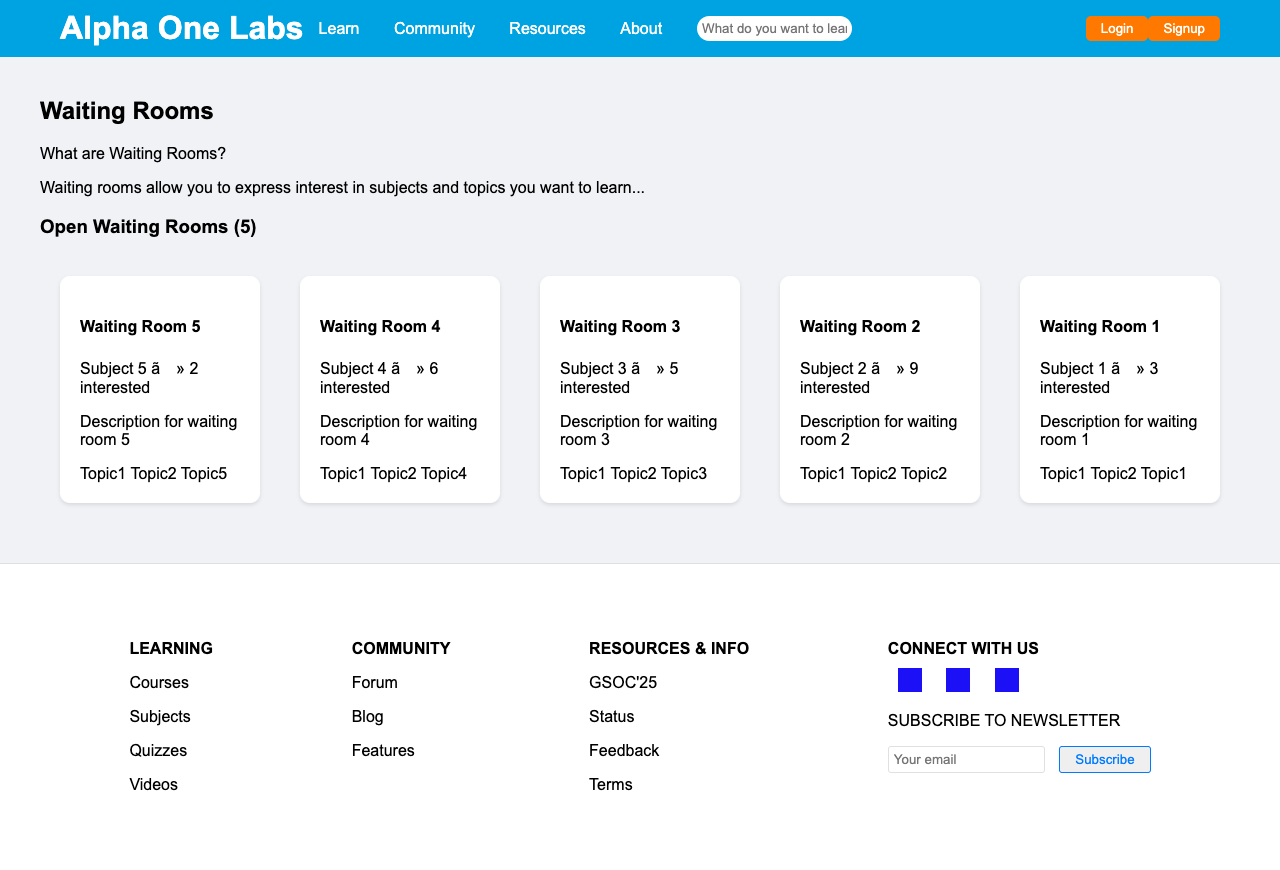 Alpha One Labs Learn Community Resources About What do you want to lear Login Signup
Waiting Rooms
What are Waiting Rooms?
Waiting rooms allow you to express interest in subjects and topics you want to learn...
Open Waiting Rooms (5)
Waiting Room 5
Subject 5 ã » 2
interested
Description for waiting
room 5
Topic1 Topic2 Topic5
Waiting Room 4
Subject 4 ã » 6
interested
Description for waiting
room 4
Topic1 Topic2 Topic4
Waiting Room 3
Subject 3 ã » 5
interested
Description for waiting
room 3
Topic1 Topic2 Topic3
Waiting Room 2
Subject 2 ã » 9
interested
Description for waiting
room 2
Topic1 Topic2 Topic2
Waiting Room 1
Subject 1 ã » 3
interested
Description for waiting
room 1
Topic1 Topic2 Topic1
LEARNING
Courses
Subjects
Quizzes
Videos
COMMUNITY
Forum
Blog
Features
RESOURCES & INFO
GSOC'25
Status
Feedback
Terms
CONNECT WITH US
SUBSCRIBE TO NEWSLETTER
Your email Subscribe